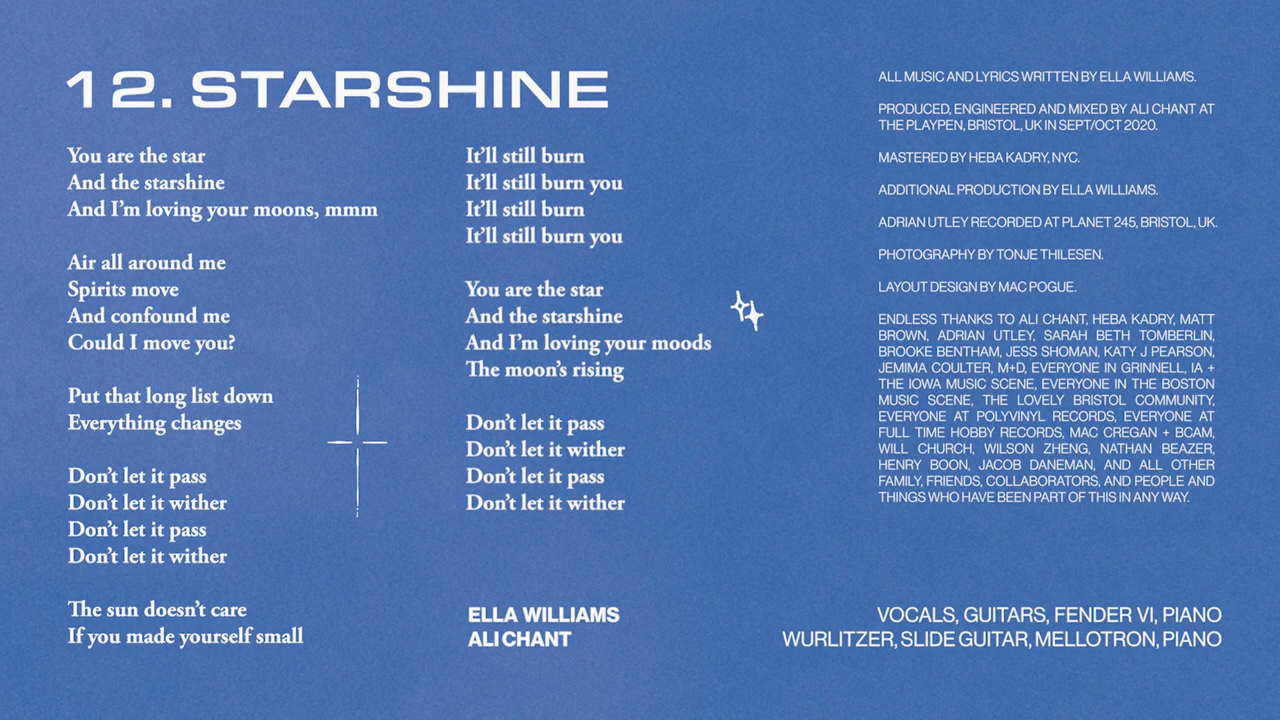 12. STARSHINE
You are the star
And the starshine
And I'm loving your moons, mmm
Air all around me
Spirits move
And confound me
Could I move you?
Put that long list down
Everything changes
Don't let it pass
Don't let it wither
Don't let it pass
Don't let it wither
The sun doesn't care
If you made yourself small
It'll still burn
It'll still burn you
It'll still burn
It'll still burn you
You are the star
And the starshine
And I'm loving your moods
The moon's rising
Don't let it pass
Don't let it wither
Don't let it pass
Don't let it wither
ELLA WILLIAMS VOCALS, GUITARS, FENDER VI, PIANO
ALI CHANT WURLITZER, SLIDE GUITAR, MELLOTRON, PIANO
ALL MUSIC AND LYRICS WRITTEN BY ELLA WILLIAMS.
PRODUCED, ENGINEERED AND MIXED BY ALI CHANT AT
THE PLAYPEN, BRISTOL, UK IN SEPT/OCT 2020.
MASTERED BY HEBA KADRY, NYC.
ADDITIONAL PRODUCTION BY ELLA WILLIAMS.
ADRIAN UTLEY RECORDED AT PLANET 245, BRISTOL, UK.
PHOTOGRAPHY BY TONJE THILESEN.
LAYOUT DESIGN BY MAC POGUE.
ENDLESS THANKS TO ALI CHANT, HEBA KADRY, MATT
BROWN, ADRIAN UTLEY, SARAH BETH TOMBERLIN,
BROOKE BENTHAM, JESS SHOMAN, KATY J PEARSON,
JEMIMA COULTER, M+D, EVERYONE IN GRINNELL, IA +
THE IOWA MUSIC SCENE, EVERYONE IN THE BOSTON
MUSIC SCENE, THE LOVELY BRISTOL COMMUNITY,
EVERYONE AT POLYVINYL RECORDS, EVERYONE AT
FULL TIME HOBBY RECORDS, MAC CREGAN + BCAM,
WILL CHURCH, WILSON ZHENG, NATHAN BEAZER,
HENRY BOON, JACOB DANEMAN, AND ALL OTHER
FAMILY, FRIENDS, COLLABORATORS, AND PEOPLE AND
THINGS WHO HAVE BEEN PART OF THIS IN ANY WAY.